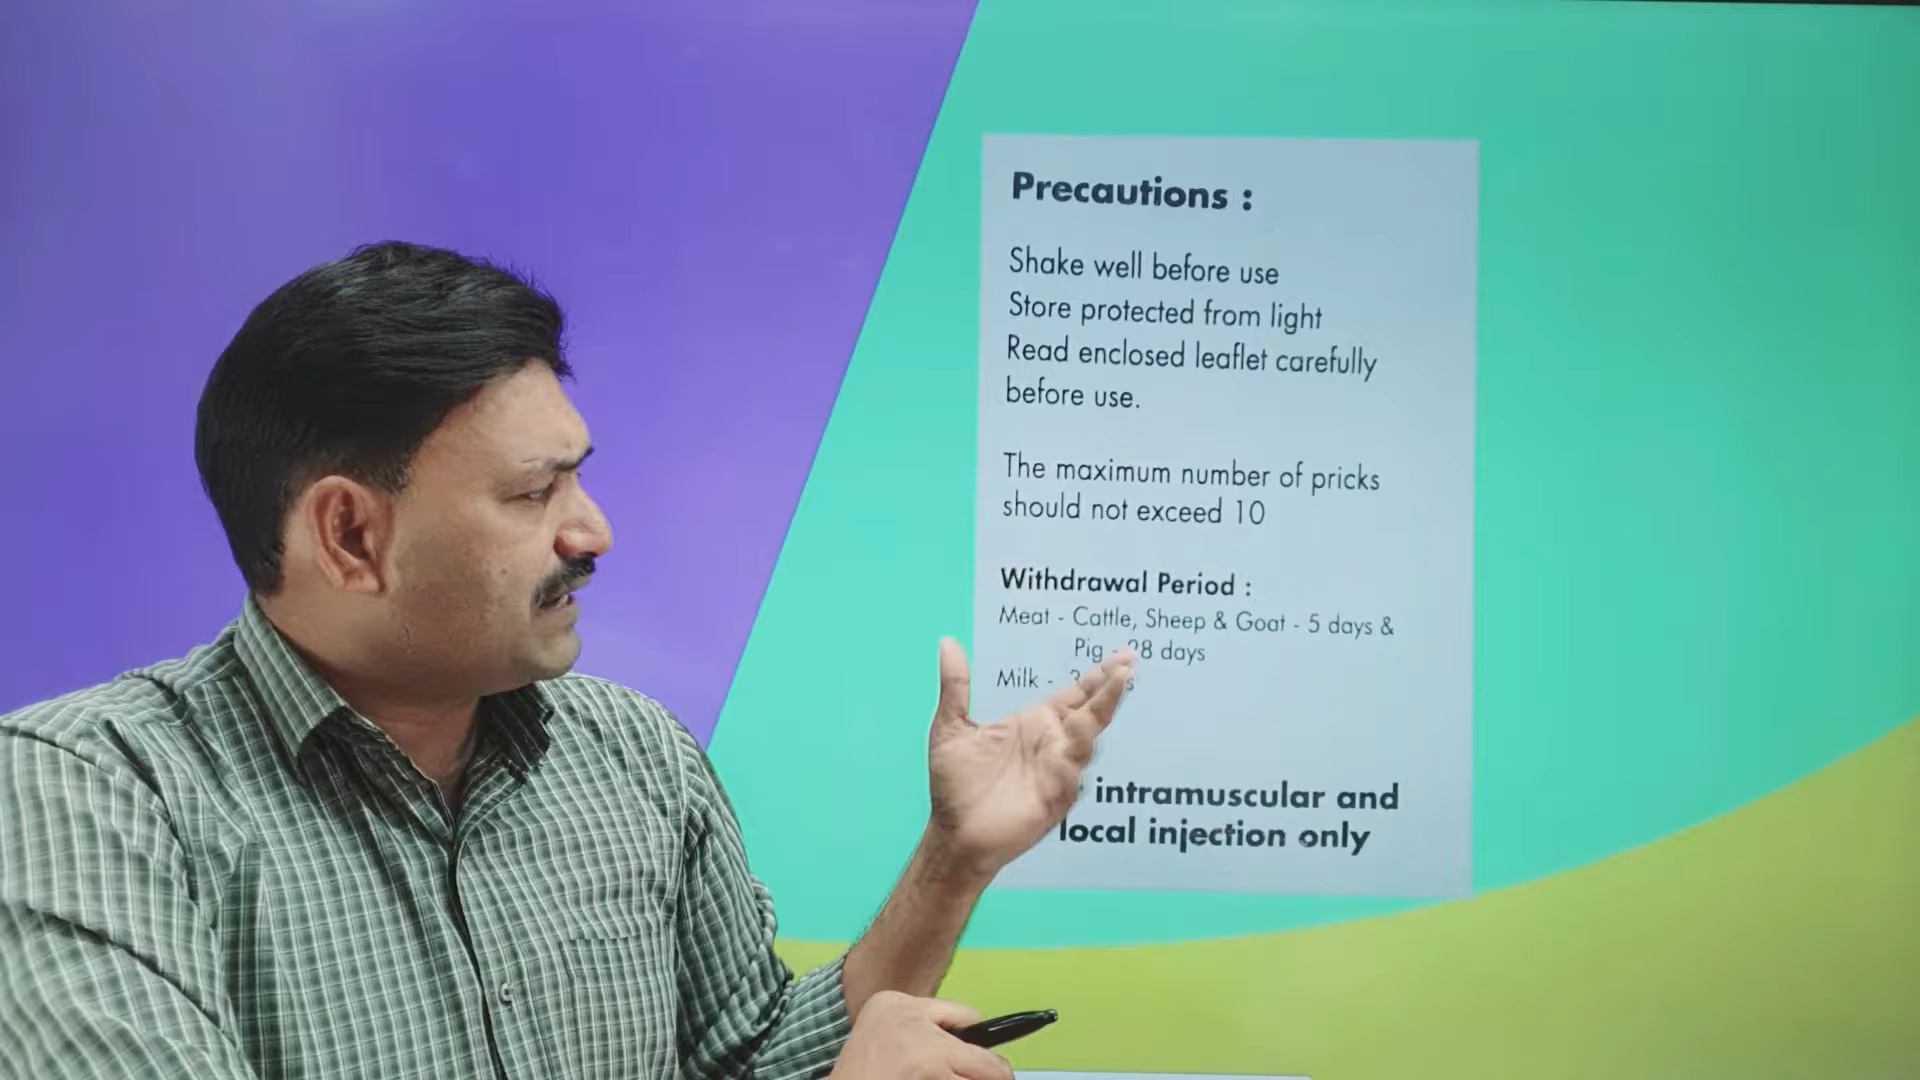 Precautions :
Shake well before use
Store protected from light
Read enclosed leaflet carefully
before use.
The maximum number of pricks
should not exceed 10
Withdrawal Period :
Meat - Cattle, Sheep & Goat - 5 days &
Pig - 28 days
Milk -
intramuscular and
local injection only